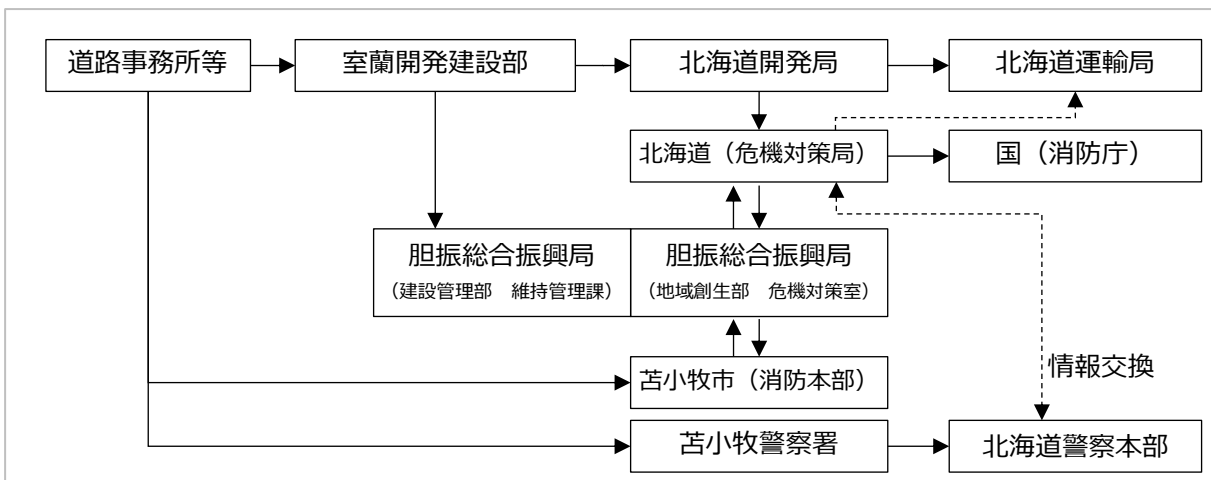 道路事務所等
室蘭開発建設部
北海道開発局
北海道運輸局
北海道（危機対策局）
国（消防庁）
胆振総合振興局
（建設管理部　維持管理課）
胆振総合振興局
（地域創生部　危機対策室）
苫小牧市（消防本部）
情報交換
苫小牧警察署
北海道警察本部